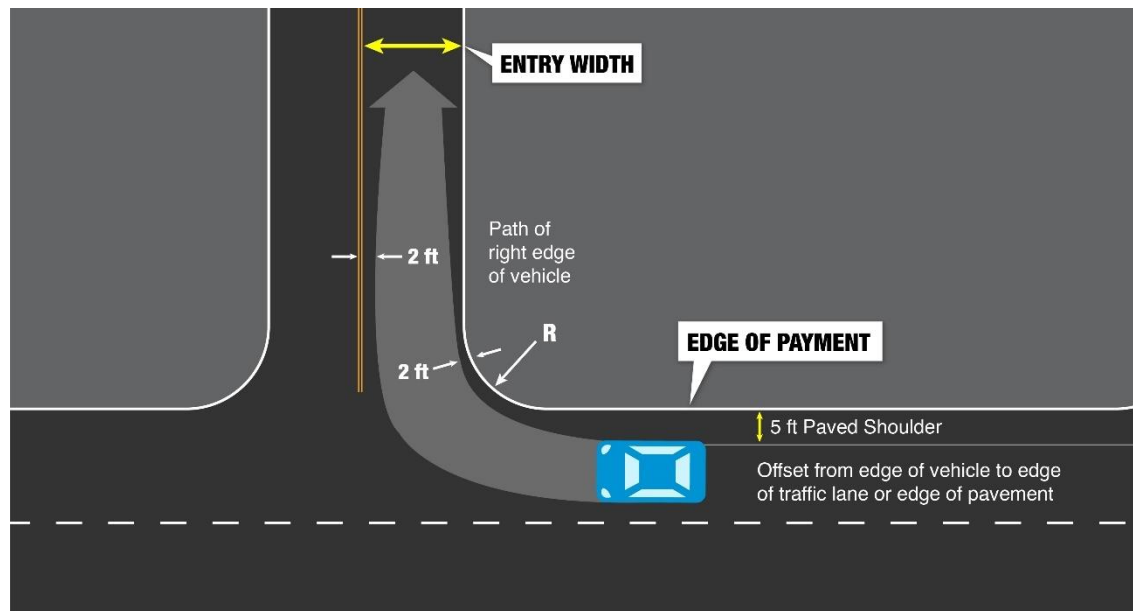 ENTRY WIDTH
Path of
right edge
of vehicle
2 ft
R
2 ft
EDGE OF PAYMENT
5 ft Paved Shoulder
Offset from edge of vehicle to edge
of traffic lane or edge of pavement